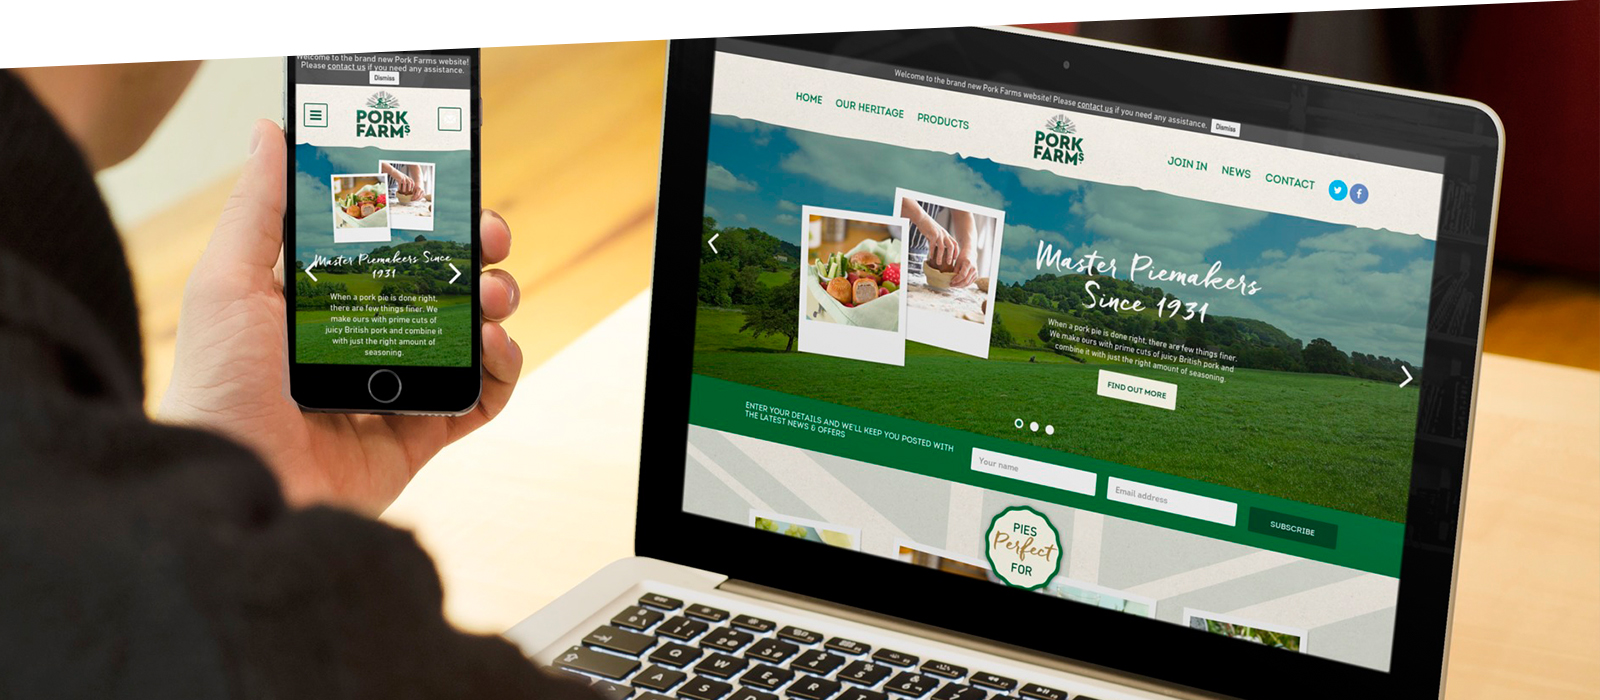 Welcome to the brand new Pork Farms website!
Please contact us if you need any assistance.
Dismiss
PORK
FARMS
Master Piemakers Since
1931
When a pork pie is done right,
there are few things finer. We
make ours with prime cuts of
juicy British pork and combine it
with just the right amount of
seasoning.
Welcome to the brand new Pork Farms website! Please contact us if you need any assistance. Dismiss
HOME OUR HERITAGE PRODUCTS
PORK
FARMS
JOIN IN NEWS CONTACT
Master Piemakers
Since 1931
When a pork pie is done right, there are few things finer.
We make ours with prime cuts of juicy British pork and
combine it with just the right amount of seasoning.
FIND OUT MORE
ENTER YOUR DETAILS AND WE'LL KEEP YOU POSTED WITH
THE LATEST NEWS & OFFERS
Your name
Email address
SUBSCRIBE
PIES
Perfect
FOR
Q W E
A S D